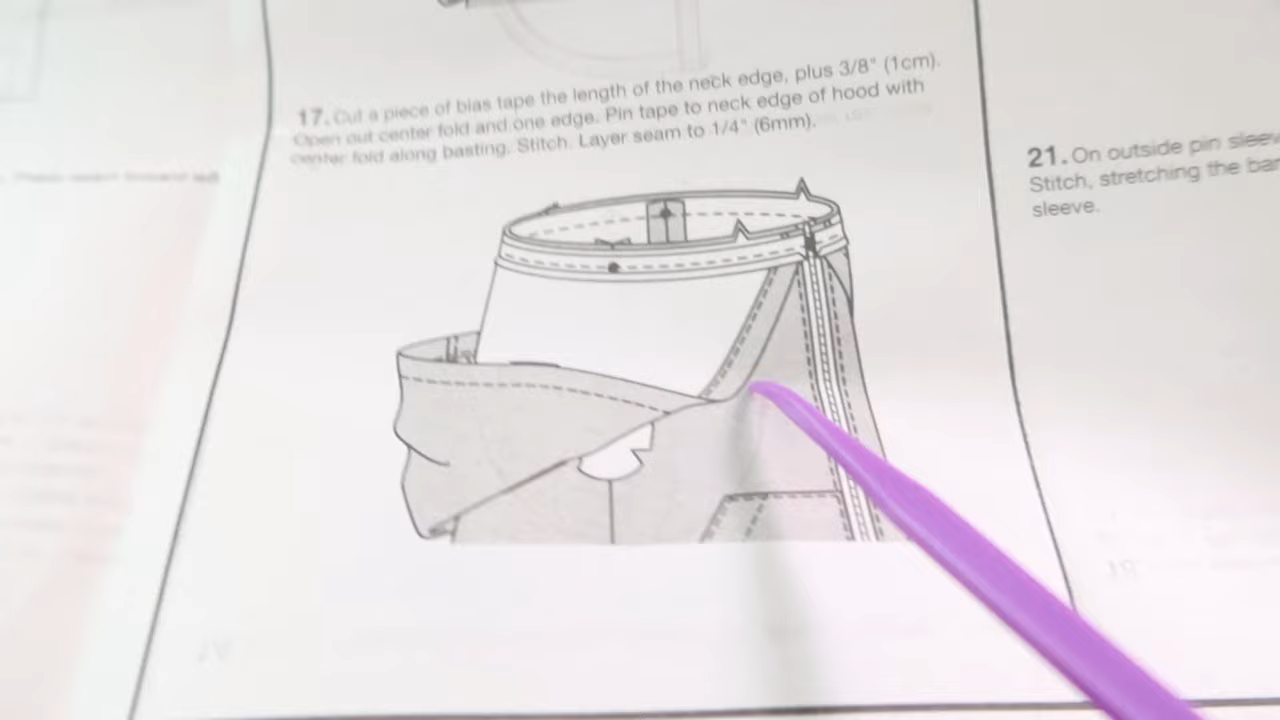 17. Cut a piece of bias tape the length of the neck edge, plus 3/8" (1cm).
Open out center fold and one edge. Pin tape to neck edge of hood with
center fold along basting. Stitch. Layer seam to 1/4" (6mm).
21. On outside pin sleev
Stitch, stretching the ban
sleeve.